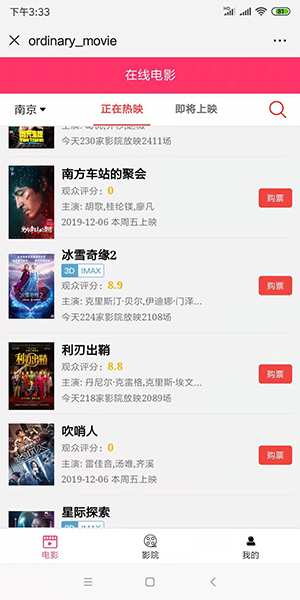 下午3:33
81
ordinary_movie
在线电影
南京
正在热映
即将上映
今天230家影院放映2411场
南方车站的聚会
观众评分: 0
主演: 胡歌,桂纶镁,廖凡
2019-12-06 本周五上映
购票
冰雪奇缘2
3D IMAX
观众评分: 8.9
主演: 克里斯汀·贝尔,伊迪娜·门泽...
今天224家影院放映2108场
购票
利刃出鞘
观众评分: 8.8
主演: 丹尼尔·克雷格,克里斯·埃文...
今天218家影院放映2089场
购票
吹哨人
观众评分: 0
主演: 雷佳音,汤唯,齐溪
2019-12-06 本周五上映
购票
星际探索
3D IMAX
电影
影院
我的